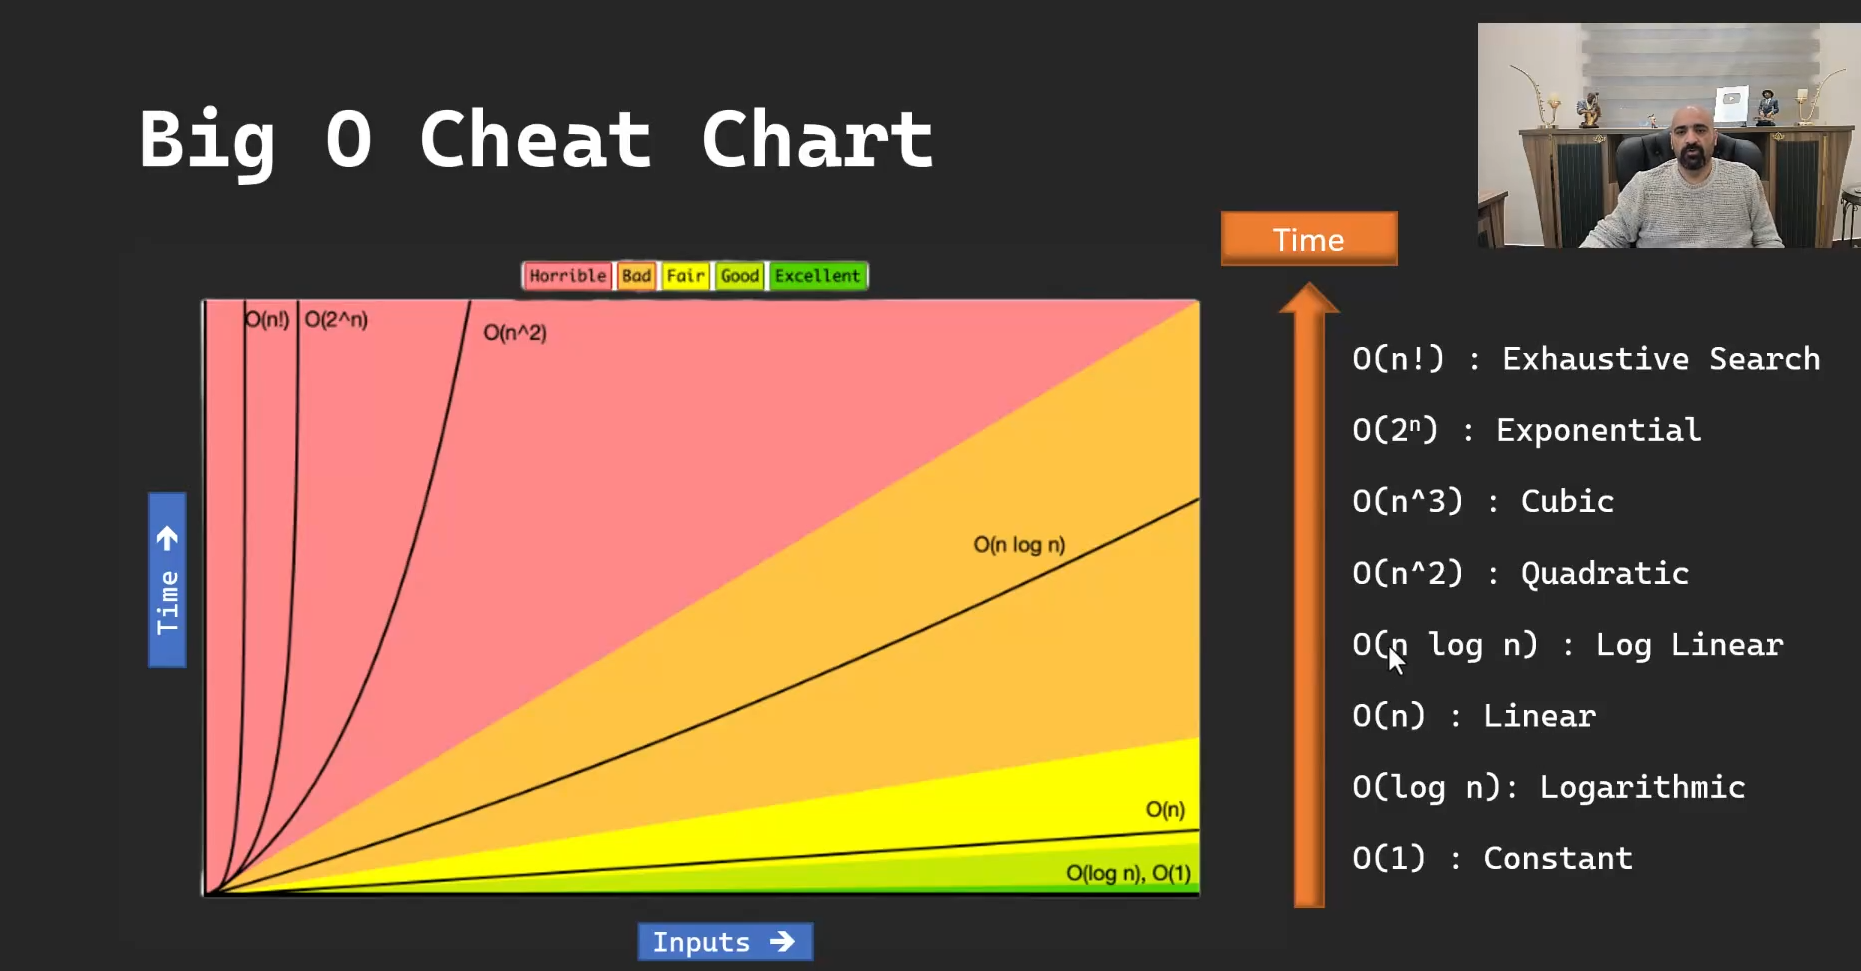 Big O Cheat Chart
Time
Horrible Bad Fair Good Excellent
O(n!) O(2^n)
O(n^2)
O(n log n)
O(n)
O(log n), O(1)
Time →
Inputs →
O(n!) : Exhaustive Search
O(2ⁿ) : Exponential
O(n^3) : Cubic
O(n^2) : Quadratic
O(n log n) : Log Linear
O(n) : Linear
O(log n): Logarithmic
O(1) : Constant